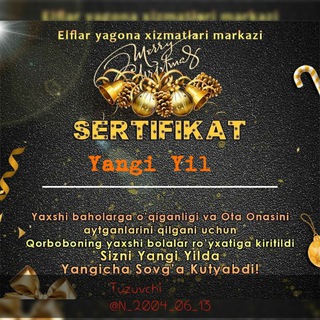 Elflar yagona xizmatlari markazi
Merry
Christmas
SERTIFIKAT
Yangi Yil
Yaxshi baholarga o'qiganligi va Ota Onasini
aytganlarini qilgani uchun
Qorboboning yaxshi bolalar ro'yxatiga kiritildi
Sizni Yangi Yilda
Yangicha Sovg'a Kutyabdi!
Tuzuvchi
@N_2004_06_13